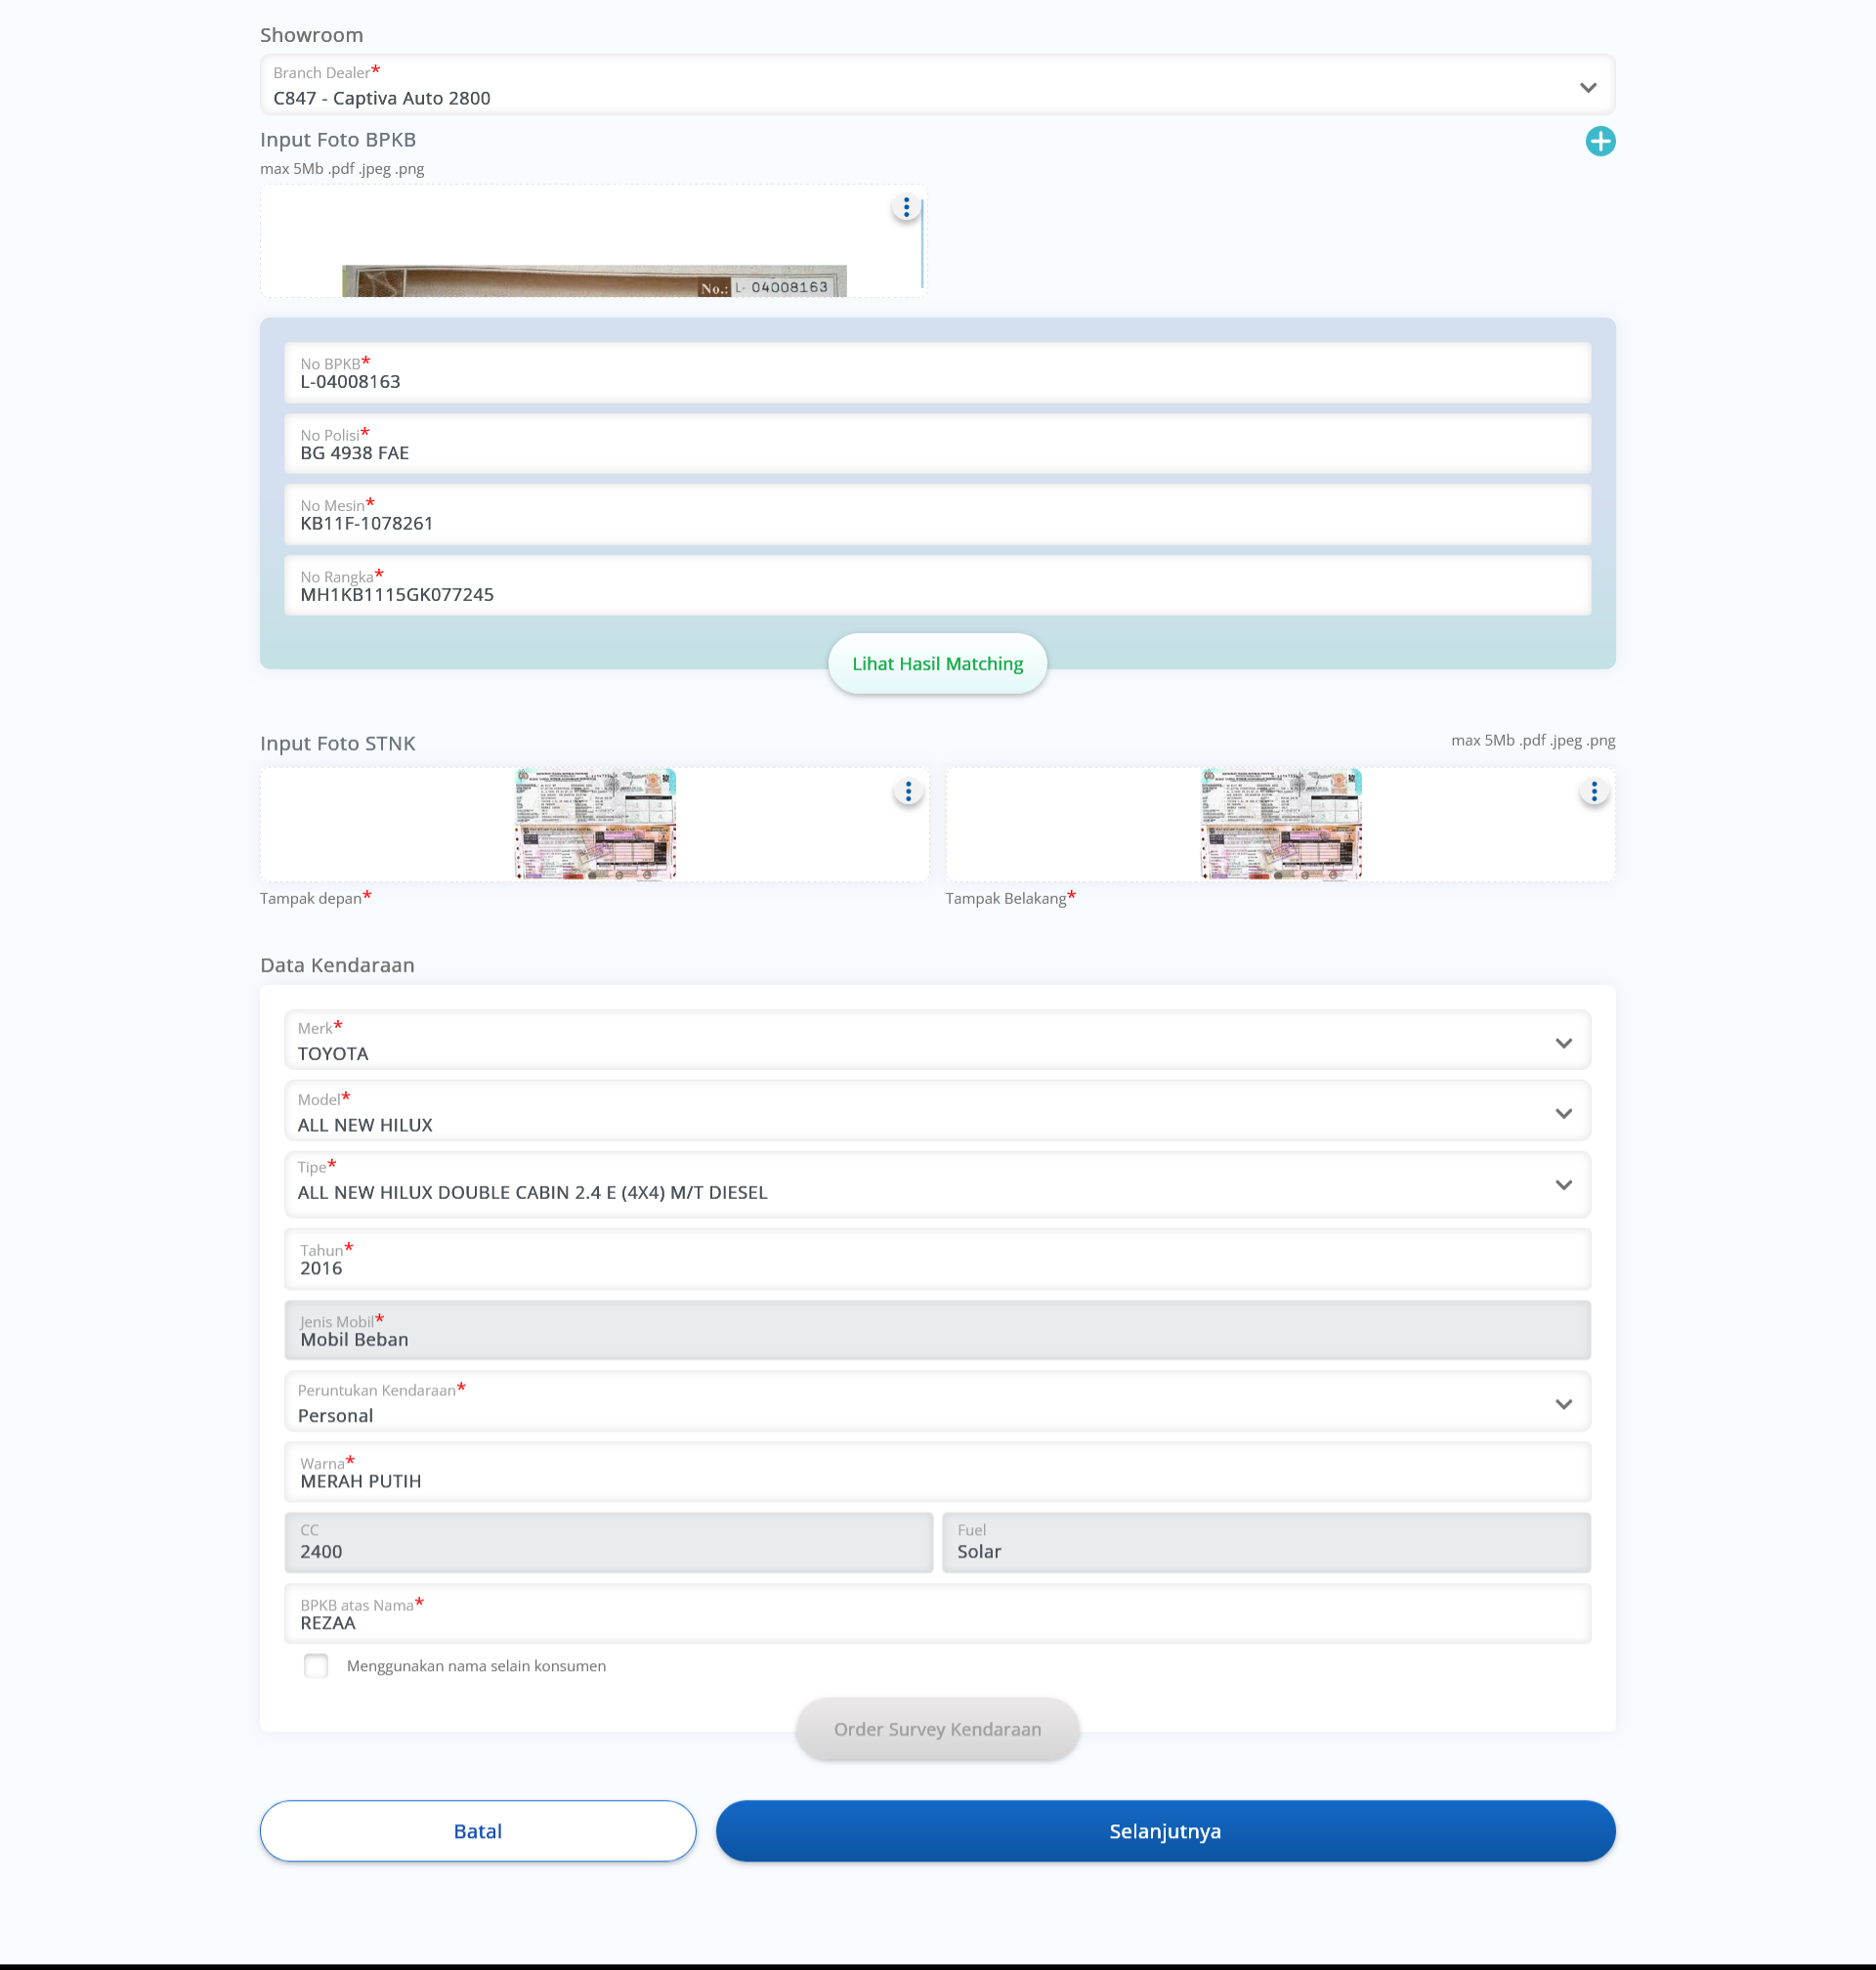 Showroom
Branch Dealer*
C847 - Captiva Auto 2800
Input Foto BPKB
max 5Mb .pdf .jpeg .png
No.: L- 04008163
No BPKB*
L-04008163
No Polisi*
BG 4938 FAE
No Mesin*
KB11F-1078261
No Rangka*
MH1KB1115GK077245
Lihat Hasil Matching
Input Foto STNK
max 5Mb .pdf .jpeg .png
Tampak depan*
Tampak Belakang*
Data Kendaraan
Merk*
TOYOTA
Model*
ALL NEW HILUX
Tipe*
ALL NEW HILUX DOUBLE CABIN 2.4 E (4X4) M/T DIESEL
Tahun*
2016
Jenis Mobil*
Mobil Beban
Peruntukan Kendaraan*
Personal
Warna*
MERAH PUTIH
CC
2400
Fuel
Solar
BPKB atas Nama*
REZAA
Menggunakan nama selain konsumen
Order Survey Kendaraan
Batal
Selanjutnya